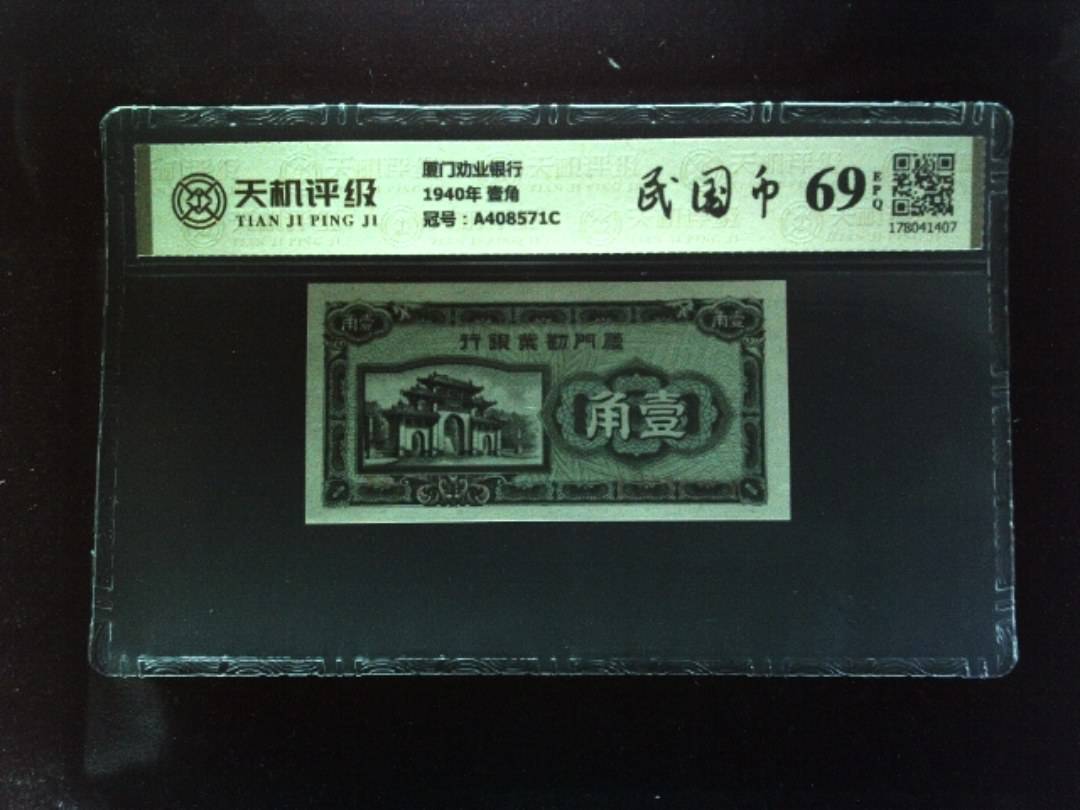 天机评级
TIAN JI PING JI
厦门劝业银行
1940年 壹角
冠号：A408571C
民国币
69
EPQ
178041407
角壹
角壹
行銀業勸門廈
角壹